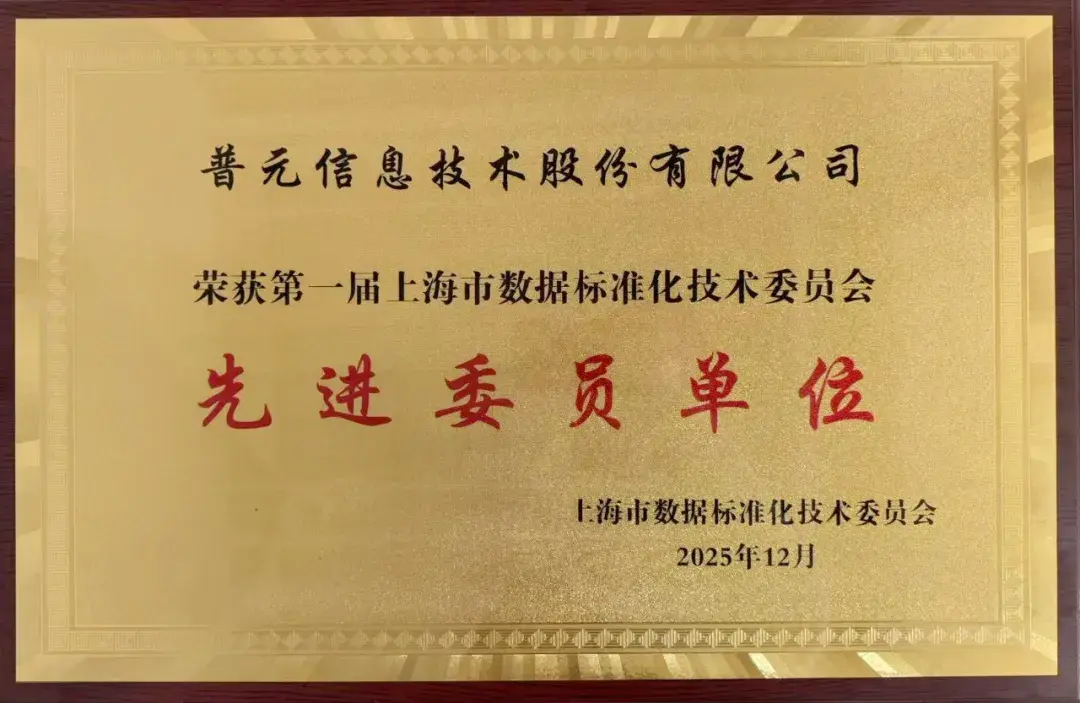 普元信息技术股份有限公司
荣获第一届上海市数据标准化技术委员会
先进委员单位
上海市数据标准化技术委员会
2025年12月